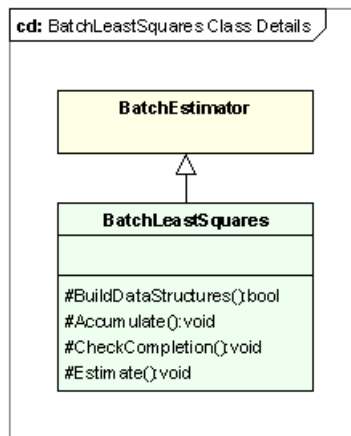 cd: BatchLeastSquares Class Details
BatchEstimator
BatchLeastSquares
#BuildDataStructures():bool
#Accumulate():void
#CheckCompletion():void
#Estimate():void